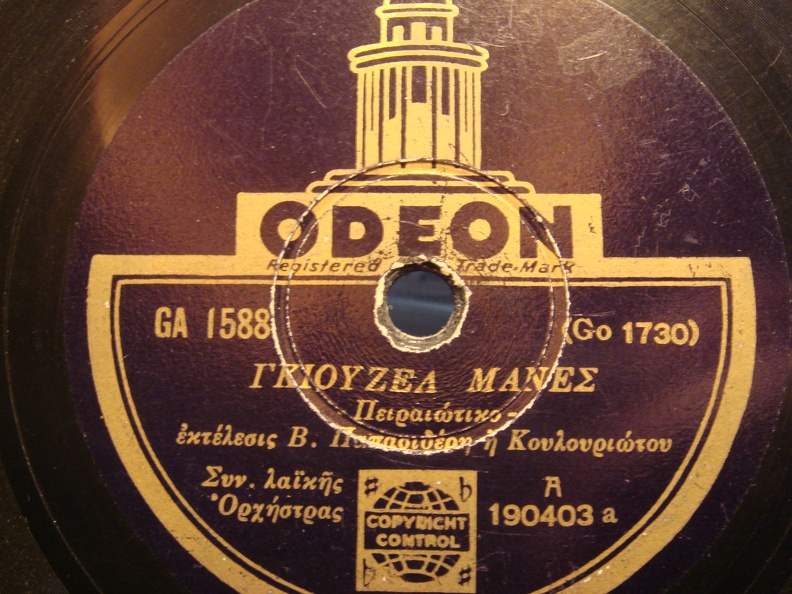 ODEON
Registered Trade-Mark
GA 1588 (Go 1730)
ΓΚΙΟΥΖΕΛ ΜΑΝΕΣ
- Πειραιώτικο -
ἐκτέλεσις Β. Παπασιδέρη ἤ Κουλουριώτου
Συν. λαϊκῆς
Ὀρχήστρας
COPYRIGHT
CONTROL
A
190403 a